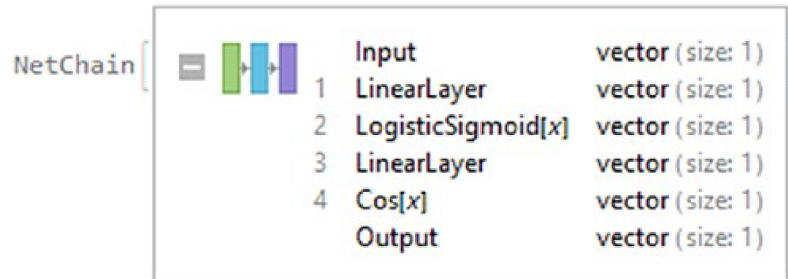 NetChain[
Input vector (size: 1)
1 LinearLayer vector (size: 1)
2 LogisticSigmoid[x] vector (size: 1)
3 LinearLayer vector (size: 1)
4 Cos[x] vector (size: 1)
Output vector (size: 1)